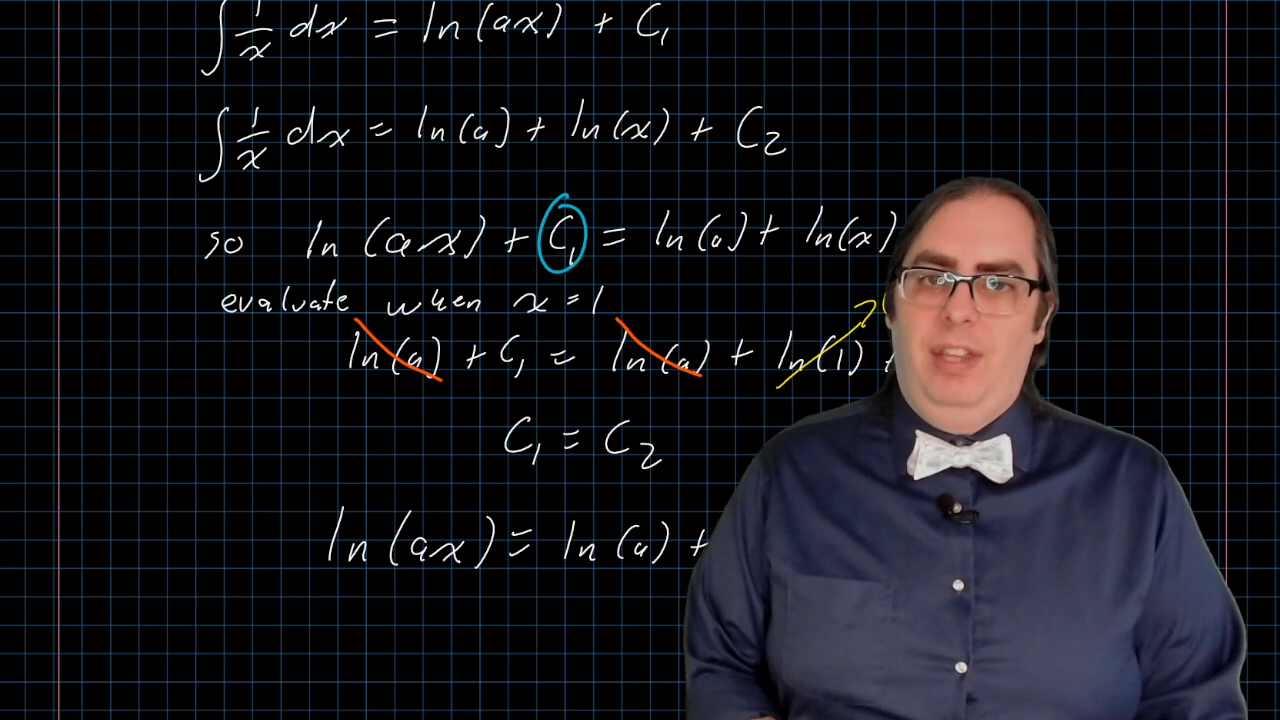 ∫ 1/x dx = ln(ax) + C₁
∫ 1/x dx = ln(a) + ln(x) + C₂
so ln(ax) + C₁ = ln(a) + ln(x)
evaluate when x = 1
ln(a) + C₁ = ln(a) + ln(1)
C₁ = C₂
ln(ax) = ln(a) +